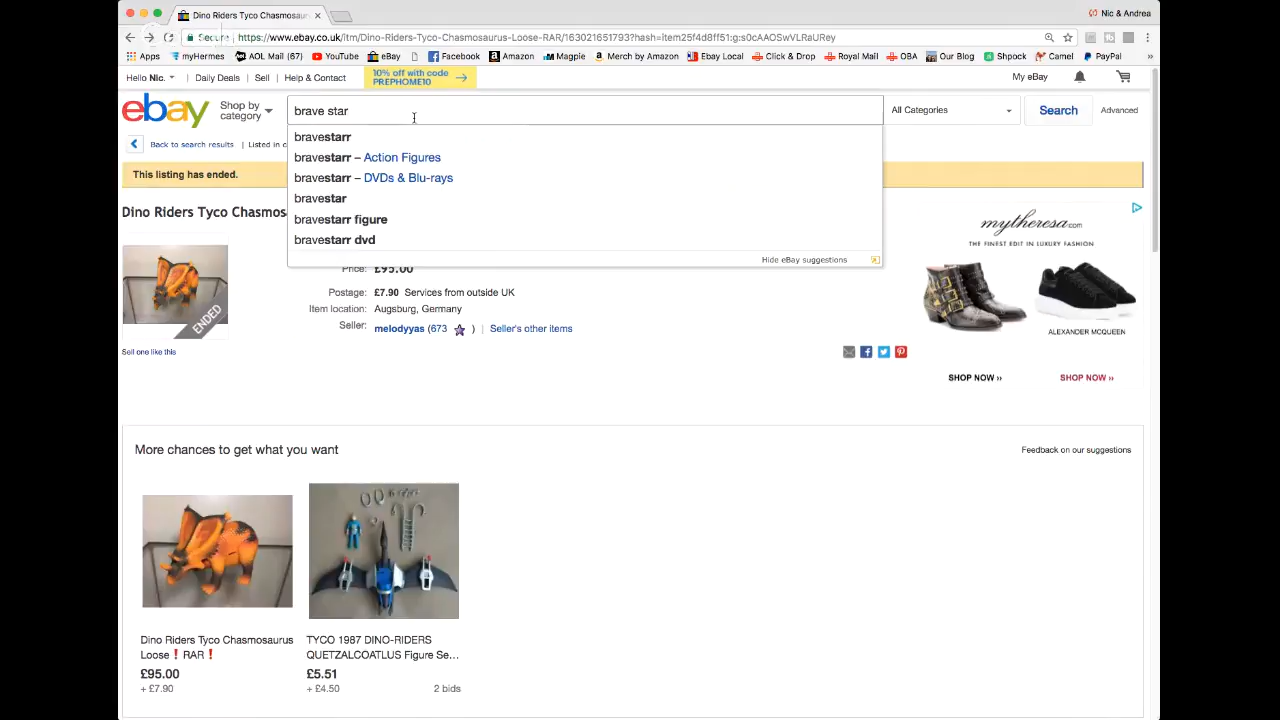 Dino Riders Tyco Chasmosaur
Nic & Andrea
Secure
https://www.ebay.co.uk/itm/Dino-Riders-Tyco-Chasmosaurus-Loose-RAR/163021651793?hash=item25f4d8ff51:g:s0cAAOSwVLRaUREy
Apps myHermes AOL Mail (67) YouTube eBay Facebook Amazon Magpie Merch by Amazon Ebay Local Click & Drop Royal Mail OBA Our Blog Shpock Camel PayPal »
Hello Nic. Daily Deals Sell Help & Contact 10% off with code
PREPHOME10
My eBay
ebay Shop by
category
brave star
All Categories Search Advanced
bravestarr
bravestarr – Action Figures
bravestarr – DVDs & Blu-rays
bravestar
bravestarr figure
bravestarr dvd
Hide eBay suggestions
Back to search results | Listed in c
This listing has ended.
Dino Riders Tyco Chasmos
ENDED
Sell one like this
Price: £95.00
Postage: £7.90 Services from outside UK
Item location: Augsburg, Germany
Seller: melodyyas (673 ) | Seller's other items
mytheresa.com
THE FINEST EDIT IN LUXURY FASHION
ALEXANDER MCQUEEN
SHOP NOW ›› SHOP NOW ››
More chances to get what you want
Feedback on our suggestions
Dino Riders Tyco Chasmosaurus
Loose❗RAR❗
£95.00
+ £7.90
TYCO 1987 DINO-RIDERS
QUETZALCOATLUS Figure Se...
£5.51
+ £4.50 2 bids